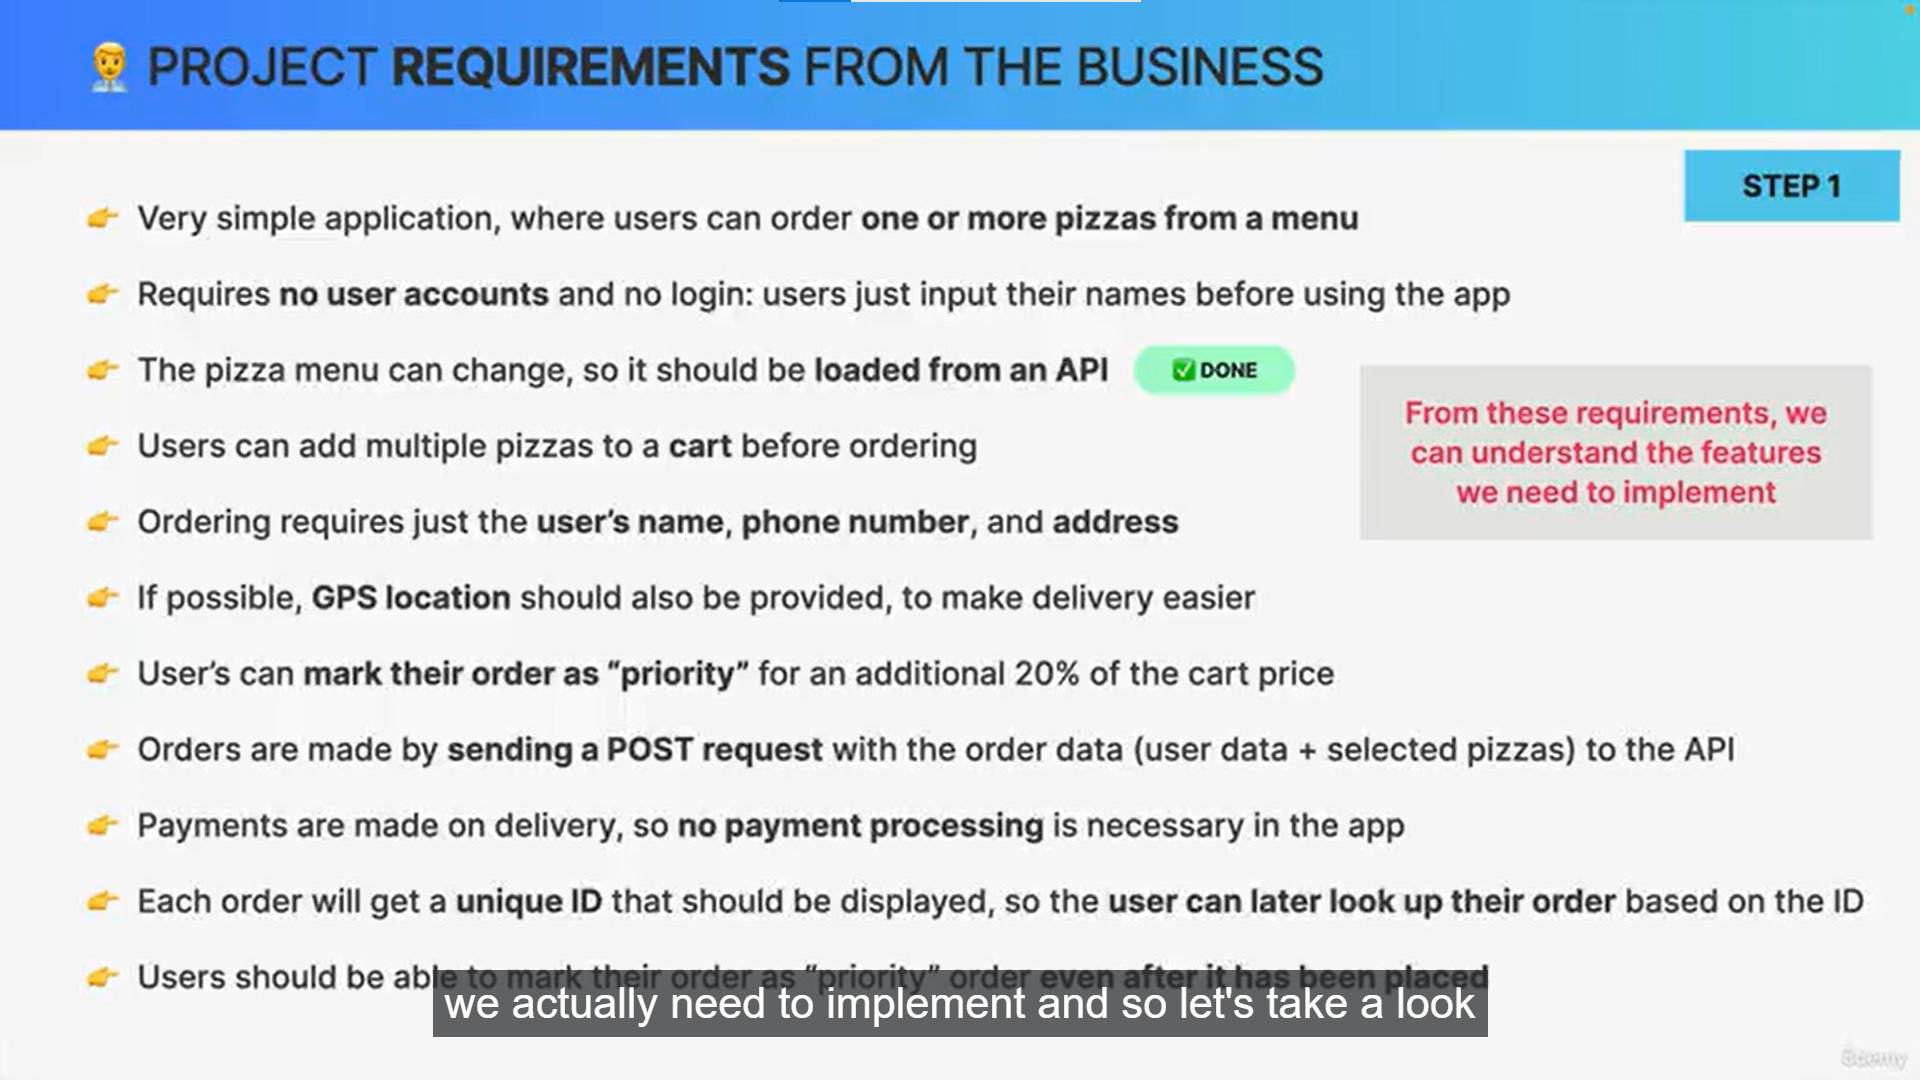 PROJECT REQUIREMENTS FROM THE BUSINESS
STEP 1
Very simple application, where users can order one or more pizzas from a menu
Requires no user accounts and no login: users just input their names before using the app
The pizza menu can change, so it should be loaded from an API
DONE
From these requirements, we
can understand the features
we need to implement
Users can add multiple pizzas to a cart before ordering
Ordering requires just the user’s name, phone number, and address
If possible, GPS location should also be provided, to make delivery easier
User’s can mark their order as “priority” for an additional 20% of the cart price
Orders are made by sending a POST request with the order data (user data + selected pizzas) to the API
Payments are made on delivery, so no payment processing is necessary in the app
Each order will get a unique ID that should be displayed, so the user can later look up their order based on the ID
Users should be able to mark their order as “priority” order even after it has been placed
we actually need to implement and so let's take a look
ûdemy